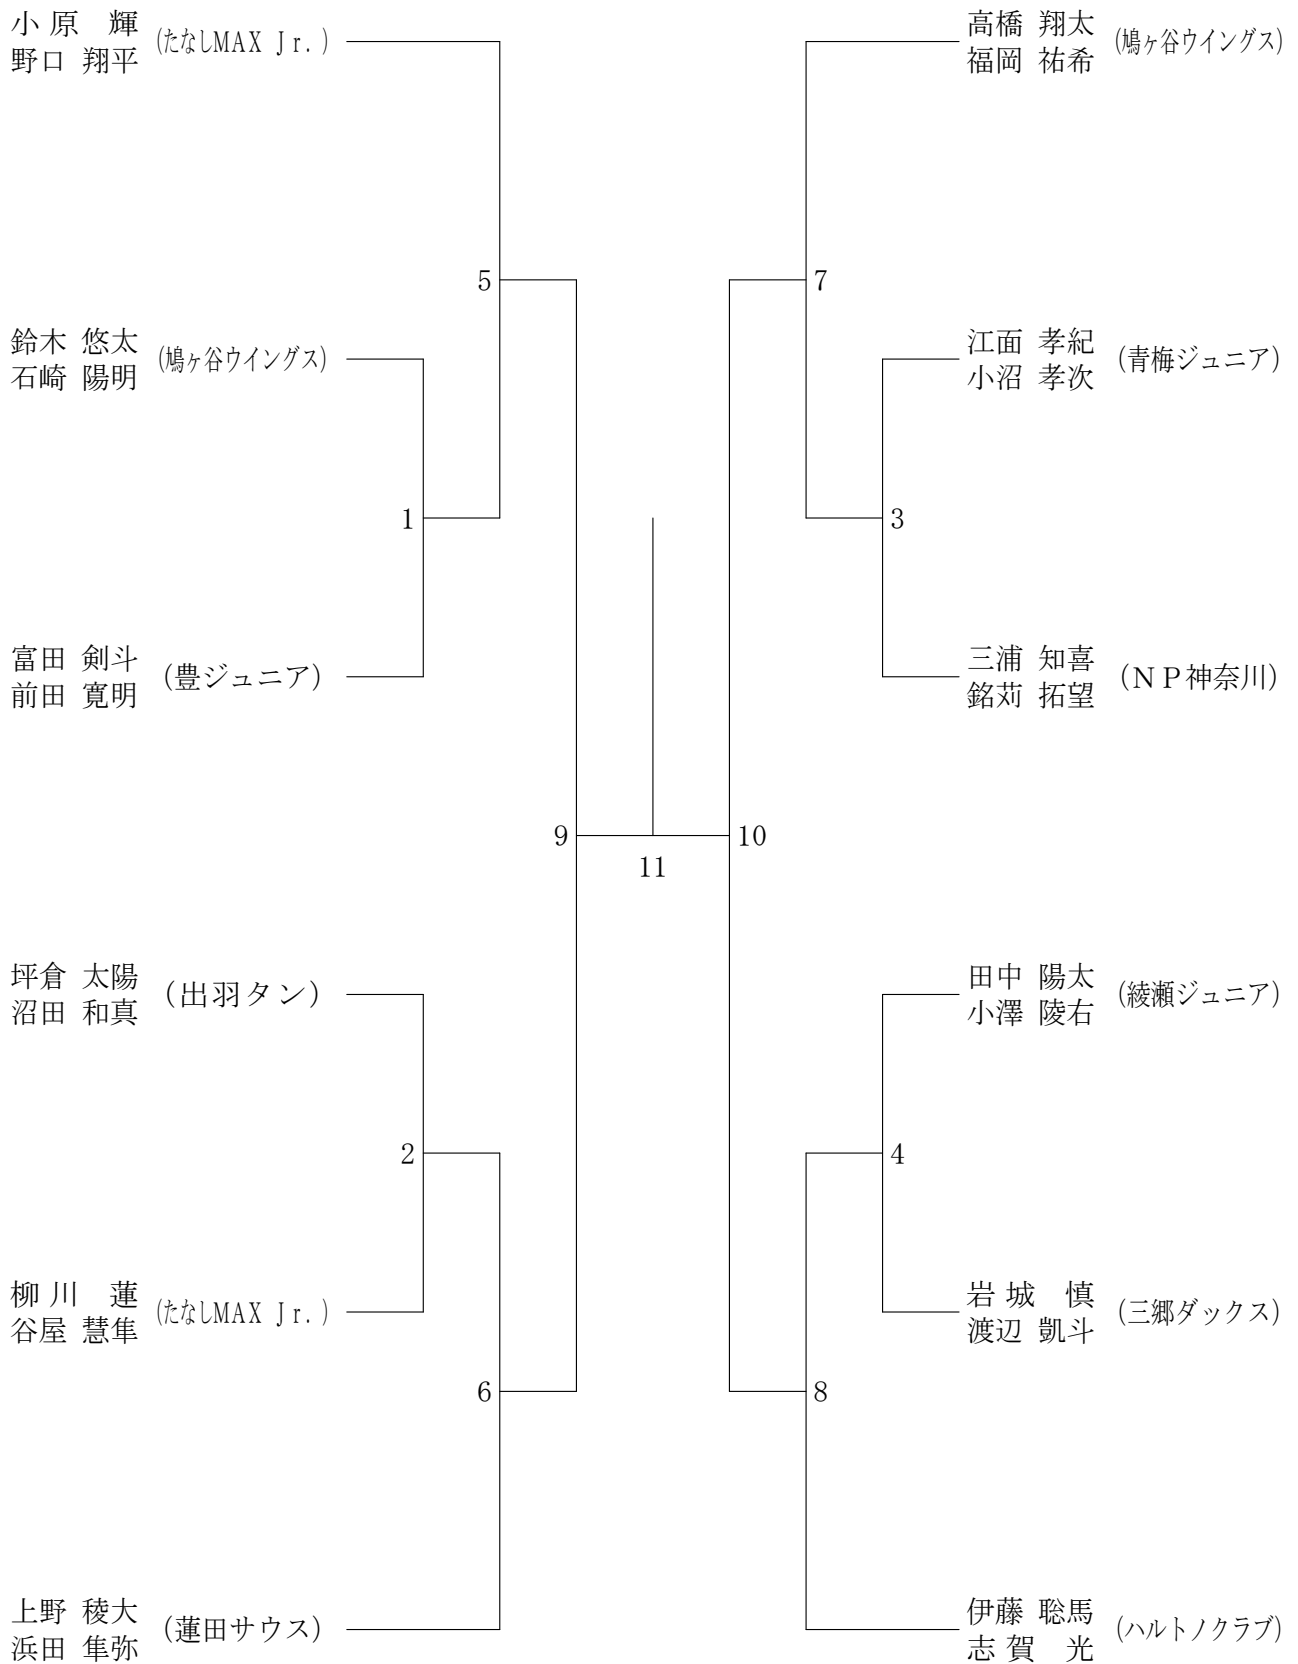 小原　輝
野口 翔平
(たなしMAX Jr.)
5
鈴木 悠太
石崎 陽明
(鳩ヶ谷ウイングス)
1
富田 剣斗
前田 寛明
(豊ジュニア)
9
坪倉 太陽
沼田 和真
(出羽タン)
2
柳川　蓮
谷屋 慧隼
(たなしMAX Jr.)
6
上野 稜大
浜田 隼弥
(蓮田サウス)
11
高橋 翔太
福岡 祐希
(鳩ヶ谷ウイングス)
7
江面 孝紀
小沼 孝次
(青梅ジュニア)
3
三浦 知喜
銘苅 拓望
(ＮＰ神奈川)
10
田中 陽太
小澤 陵右
(綾瀬ジュニア)
4
岩城　慎
渡辺 凱斗
(三郷ダックス)
8
伊藤 聡馬
志賀　光
(ハルトノクラブ)